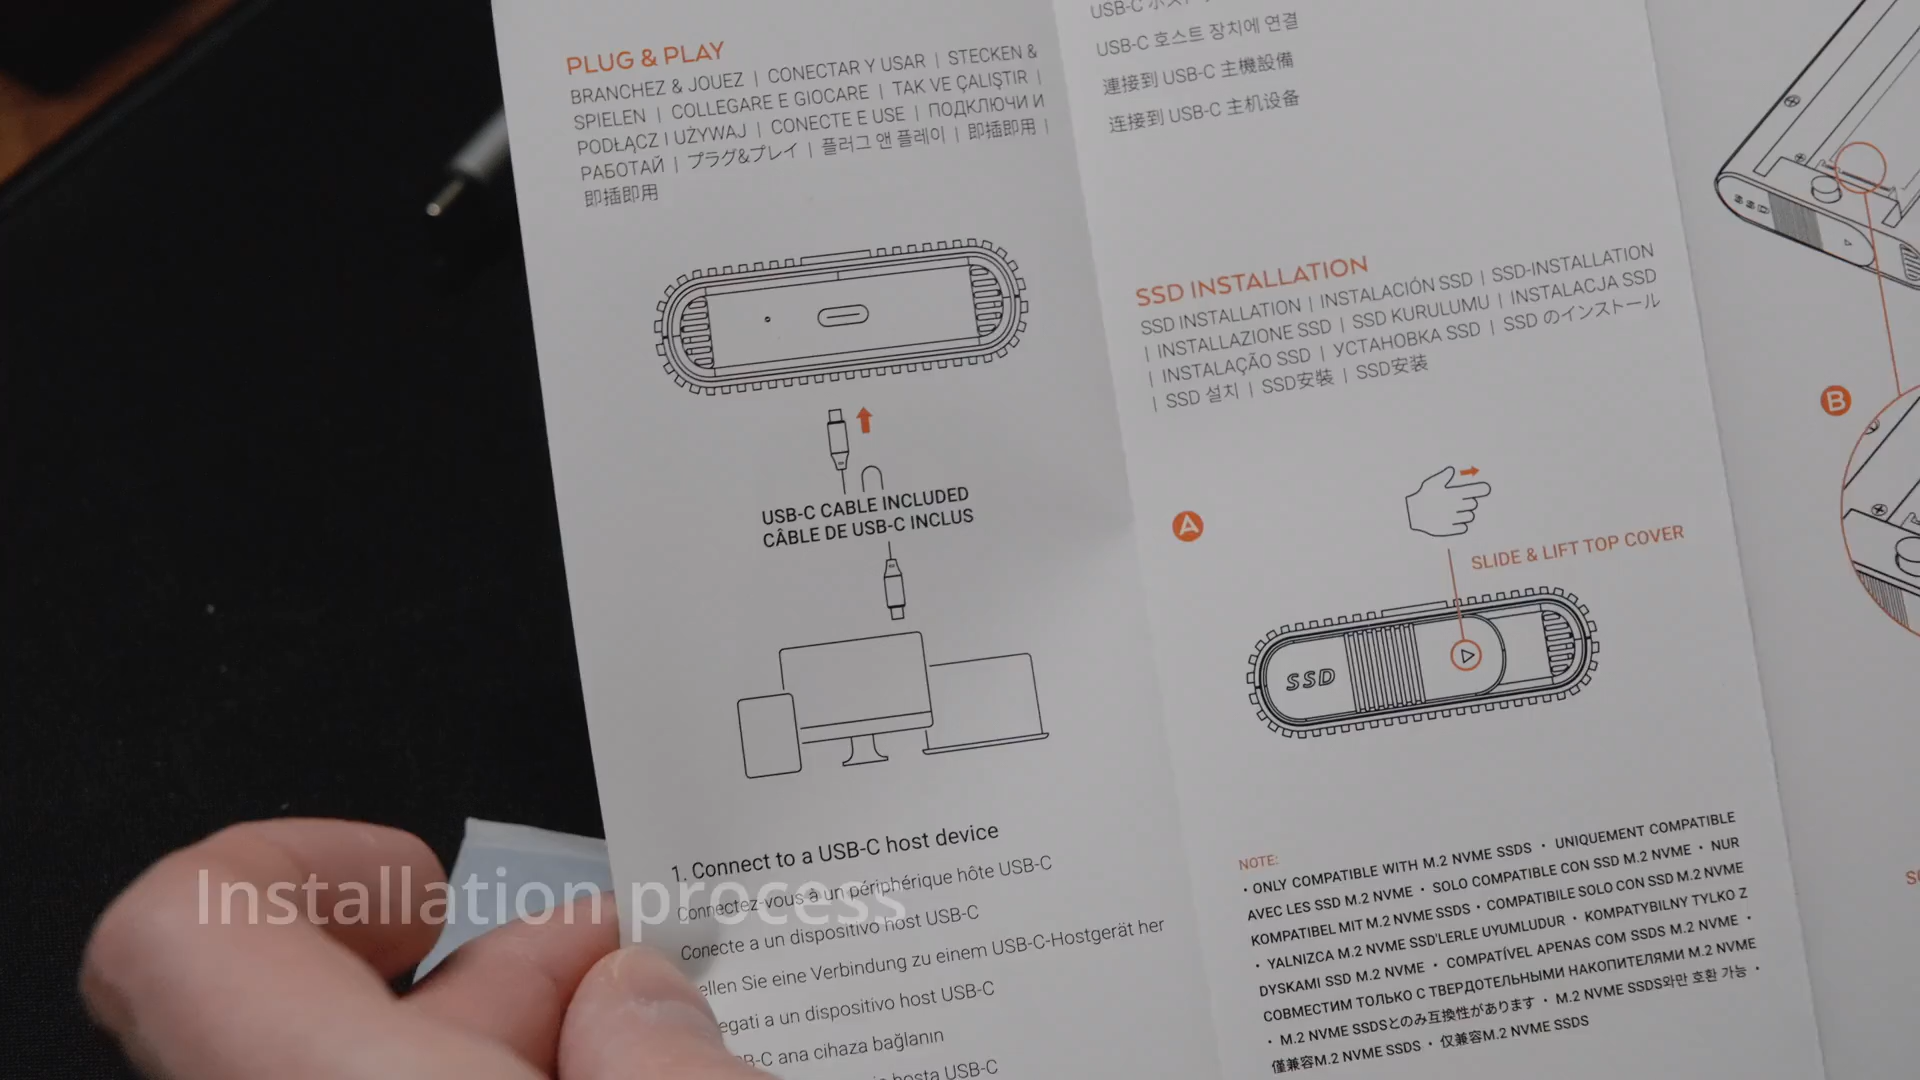 PLUG & PLAY
BRANCHEZ & JOUEZ | CONECTAR Y USAR | STECKEN &
SPIELEN | COLLEGARE E GIOCARE | TAK VE ÇALIŞTIR |
PODŁĄCZ I UŻYWAJ | CONECTE E USE | ПОДКЛЮЧИ И
РАБОТАЙ | プラグ&プレイ | 플러그 앤 플레이 | 即插即用 |
即插即用
USB-C CABLE INCLUDED
CÂBLE DE USB-C INCLUS
1. Connect to a USB-C host device
Connectez-vous à un périphérique hôte USB-C
Conecte a un dispositivo host USB-C
ellen Sie eine Verbindung zu einem USB-C-Hostgerät her
egati a un dispositivo host USB-C
B-C ana cihaza bağlanın
hosta USB-C
USB-C
USB-C 호스트 장치에 연결
連接到 USB-C 主機設備
连接到 USB-C 主机设备
SSD INSTALLATION
SSD INSTALLATION | INSTALACIÓN SSD | SSD-INSTALLATION
| INSTALLAZIONE SSD | SSD KURULUMU | INSTALACJA SSD
| INSTALAÇÃO SSD | УСТАНОВКА SSD | SSD のインストール
| SSD 설치 | SSD安裝 | SSD安装
A
SLIDE & LIFT TOP COVER
SSD
NOTE:
· ONLY COMPATIBLE WITH M.2 NVME SSDS · UNIQUEMENT COMPATIBLE
AVEC LES SSD M.2 NVME · SOLO COMPATIBLE CON SSD M.2 NVME · NUR
KOMPATIBEL MIT M.2 NVME SSDS · COMPATIBILE SOLO CON SSD M.2 NVME
· YALNIZCA M.2 NVME SSD'LERLE UYUMLUDUR · KOMPATYBILNY TYLKO Z
DYSKAMI SSD M.2 NVME · COMPATÍVEL APENAS COM SSDS M.2 NVME ·
СОВМЕСТИМ ТОЛЬКО С ТВЕРДОТЕЛЬНЫМИ НАКОПИТЕЛЯМИ M.2 NVME
· M.2 NVME SSDSとのみ互換性があります · M.2 NVME SSDS와만 호환 가능 ·
僅兼容M.2 NVME SSDS · 仅兼容M.2 NVME SSDS
SSD
B
Installation process